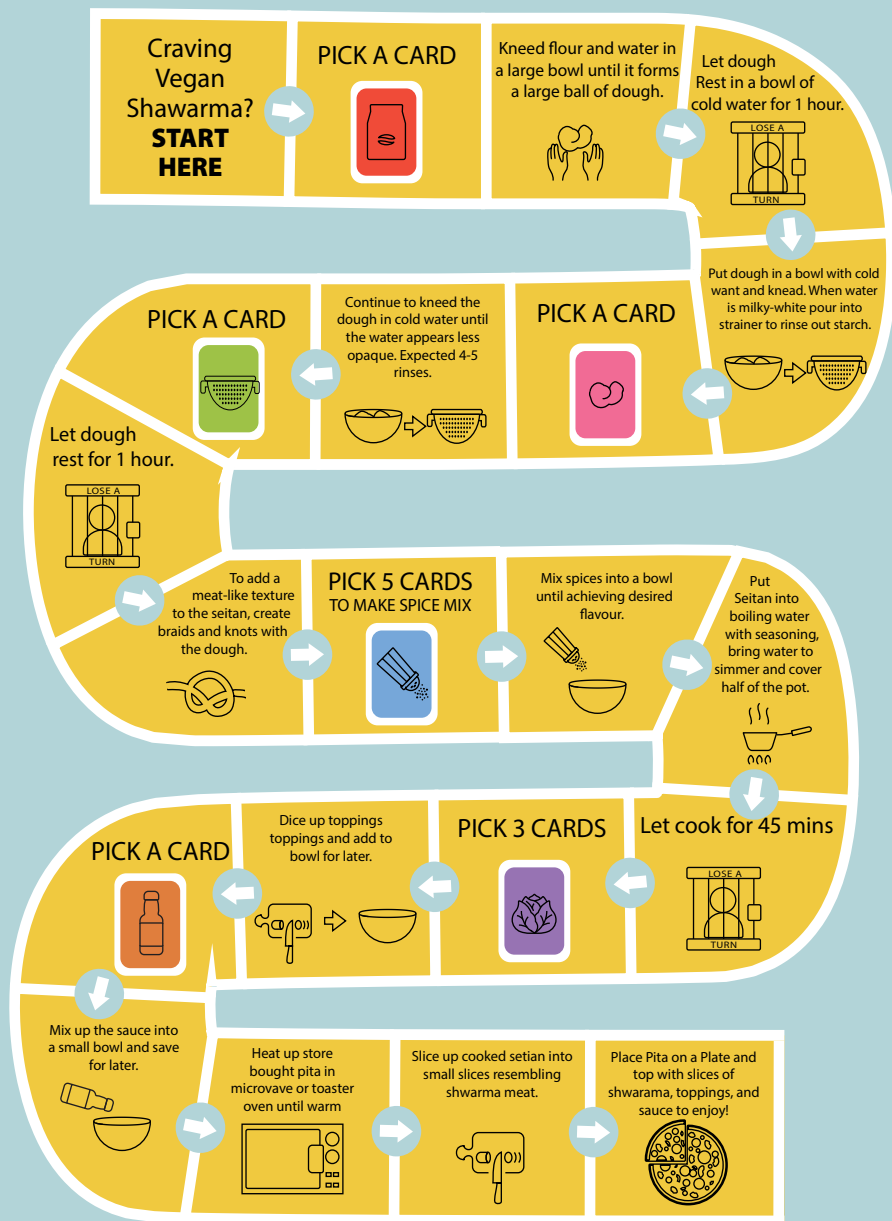 Craving
Vegan
Shawarma?
START
HERE
PICK A CARD
Kneed flour and water in
a large bowl until it forms
a large ball of dough.
Let dough
Rest in a bowl of
cold water for 1 hour.
LOSE A
TURN
Put dough in a bowl with cold
want and knead. When water
is milky-white pour into
strainer to rinse out starch.
PICK A CARD
Continue to kneed the
dough in cold water until
the water appears less
opaque. Expected 4-5
rinses.
PICK A CARD
Let dough
rest for 1 hour.
LOSE A
TURN
To add a
meat-like texture
to the seitan, create
braids and knots with
the dough.
PICK 5 CARDS
TO MAKE SPICE MIX
Mix spices into a bowl
until achieving desired
flavour.
Put
Seitan into
boiling water
with seasoning,
bring water to
simmer and cover
half of the pot.
Let cook for 45 mins
LOSE A
TURN
PICK 3 CARDS
Dice up toppings
toppings and add to
bowl for later.
PICK A CARD
Mix up the sauce into
a small bowl and save
for later.
Heat up store
bought pita in
microvave or toaster
oven until warm
Slice up cooked setian into
small slices resembling
shwarma meat.
Place Pita on a Plate and
top with slices of
shwarama, toppings, and
sauce to enjoy!